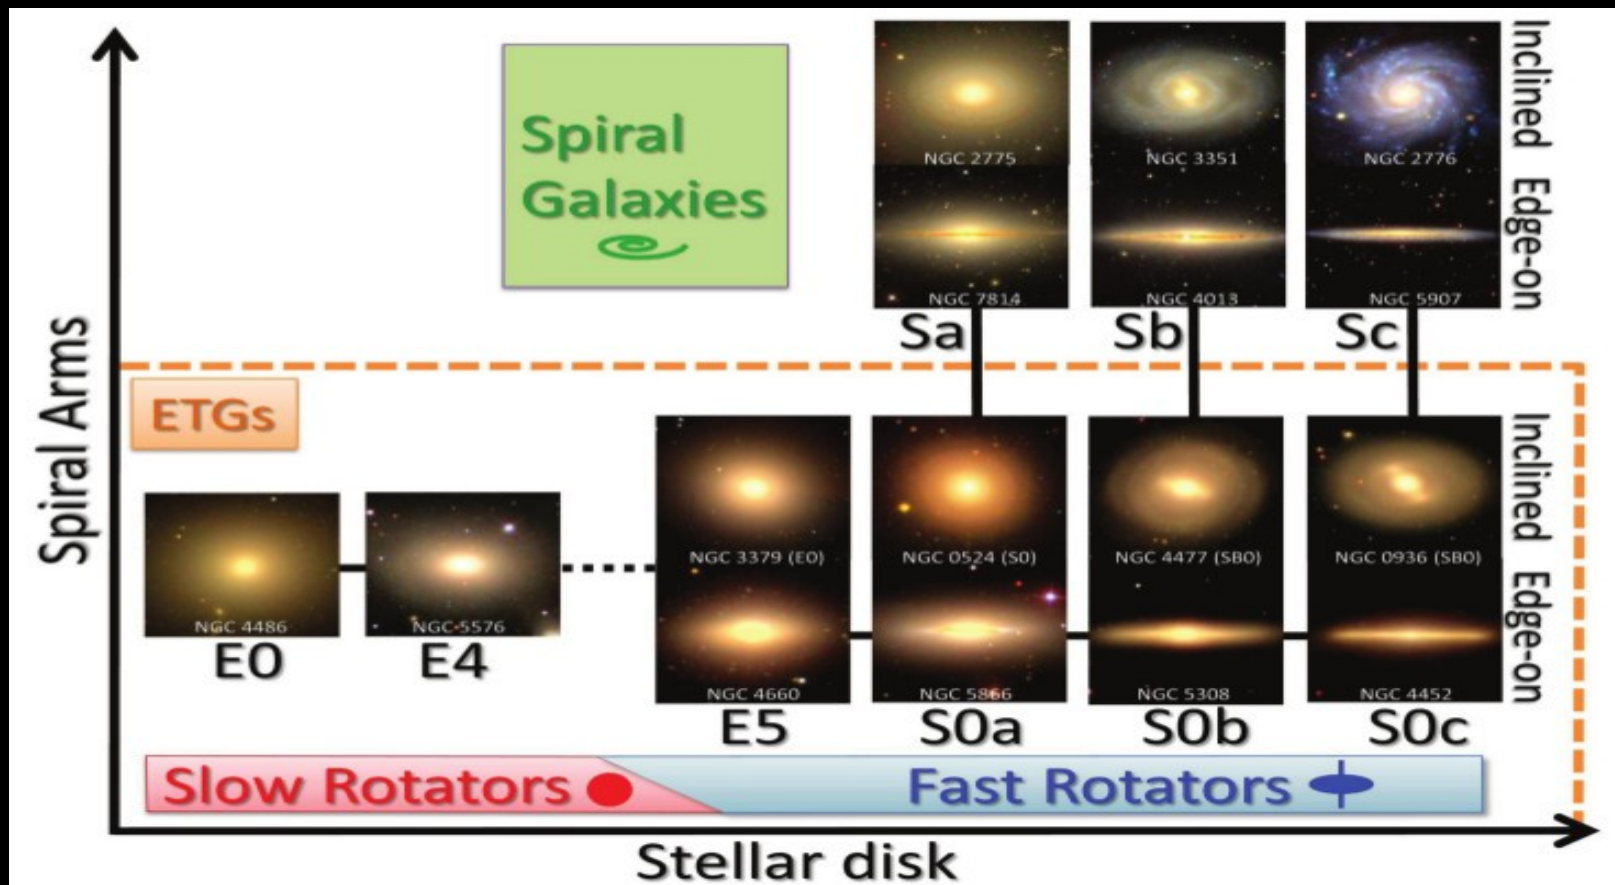 Spiral Arms
Spiral
Galaxies
NGC 2775
NGC 7814
Sa
NGC 3351
NGC 4013
Sb
NGC 2776
NGC 5907
Sc
Inclined
Edge-on
ETGs
NGC 4486
E0
NGC 5576
E4
NGC 3379 (E0)
NGC 4660
E5
NGC 0524 (S0)
NGC 5866
S0a
NGC 4477 (SB0)
NGC 5308
S0b
NGC 0936 (SB0)
NGC 4452
S0c
Inclined
Edge-on
Slow Rotators
Fast Rotators
Stellar disk